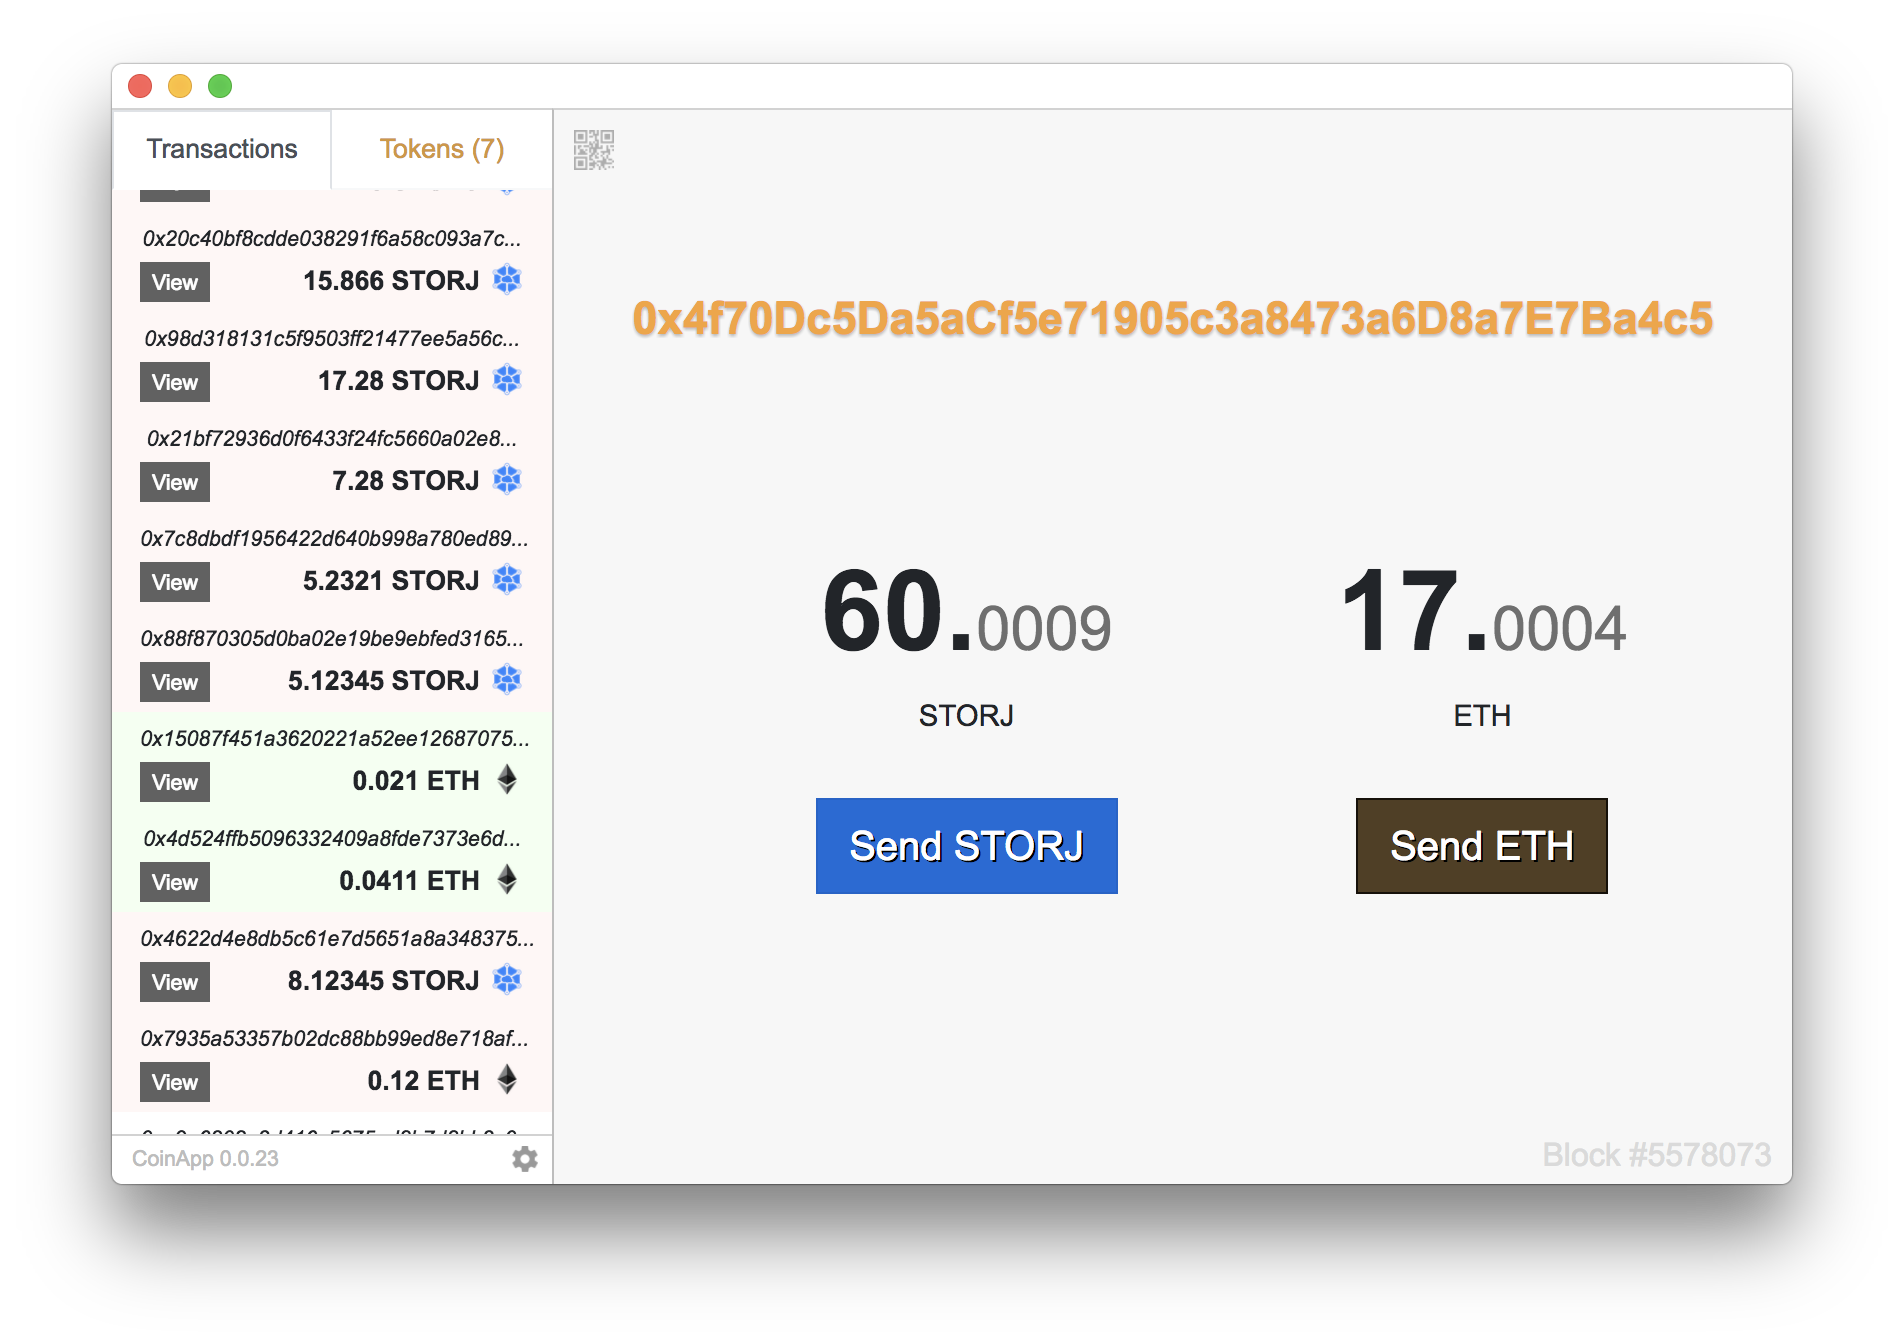 Transactions
Tokens (7)
0x20c40bf8cdde038291f6a58c093a7c...
View
15.866 STORJ
0x98d318131c5f9503ff21477ee5a56c...
View
17.28 STORJ
0x21bf72936d0f6433f24fc5660a02e8...
View
7.28 STORJ
0x7c8dbdf1956422d640b998a780ed89...
View
5.2321 STORJ
0x88f870305d0ba02e19be9ebfed3165...
View
5.12345 STORJ
0x15087f451a3620221a52ee12687075...
View
0.021 ETH
0x4d524ffb5096332409a8fde7373e6d...
View
0.0411 ETH
0x4622d4e8db5c61e7d5651a8a348375...
View
8.12345 STORJ
0x7935a53357b02dc88bb99ed8e718af...
View
0.12 ETH
CoinApp 0.0.23
0x4f70Dc5Da5aCf5e71905c3a8473a6D8a7E7Ba4c5
60.0009
STORJ
Send STORJ
17.0004
ETH
Send ETH
Block #5578073